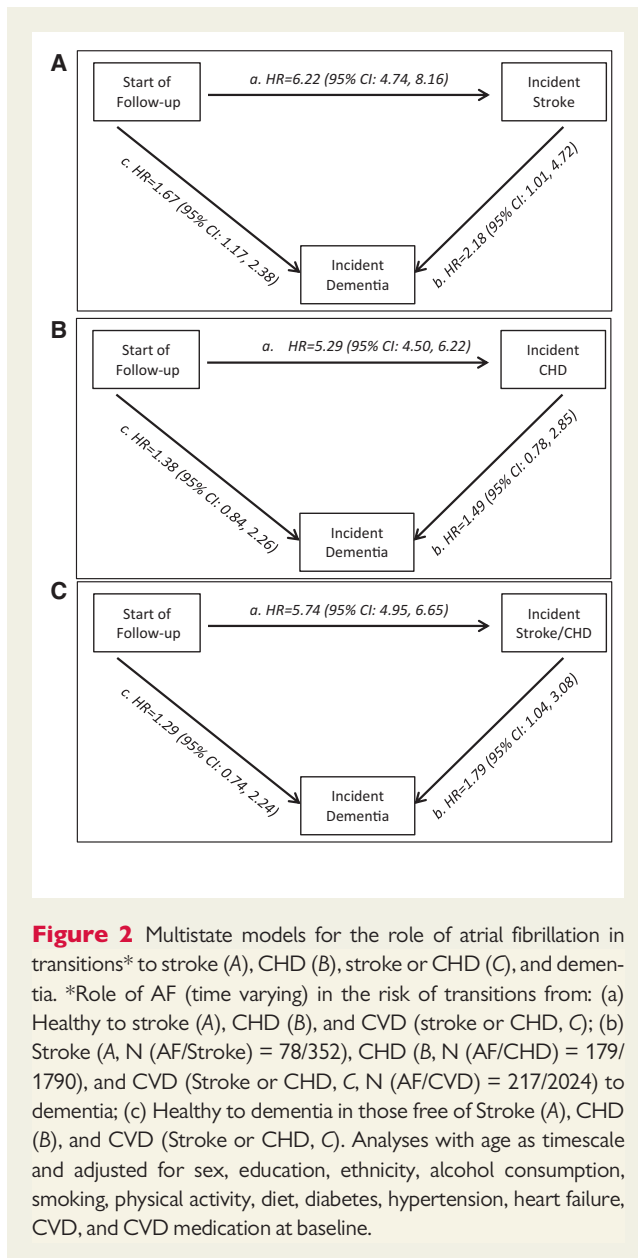 A
Start of
Follow-up
a. HR=6.22 (95% CI: 4.74, 8.16)
Incident
Stroke
c. HR=1.67 (95% CI: 1.17, 2.38)
b. HR=2.18 (95% CI: 1.01, 4.72)
Incident
Dementia
B
Start of
Follow-up
a. HR=5.29 (95% CI: 4.50, 6.22)
Incident
CHD
c. HR=1.38 (95% CI: 0.84, 2.26)
b. HR=1.49 (95% CI: 0.78, 2.85)
Incident
Dementia
C
Start of
Follow-up
a. HR=5.74 (95% CI: 4.95, 6.65)
Incident
Stroke/CHD
c. HR=1.29 (95% CI: 0.74, 2.24)
b. HR=1.79 (95% CI: 1.04, 3.08)
Incident
Dementia
Figure 2 Multistate models for the role of atrial fibrillation in
transitions* to stroke (A), CHD (B), stroke or CHD (C), and demen-
tia. *Role of AF (time varying) in the risk of transitions from: (a)
Healthy to stroke (A), CHD (B), and CVD (stroke or CHD, C); (b)
Stroke (A, N (AF/Stroke) = 78/352), CHD (B, N (AF/CHD) = 179/
1790), and CVD (Stroke or CHD, C, N (AF/CVD) = 217/2024) to
dementia; (c) Healthy to dementia in those free of Stroke (A), CHD
(B), and CVD (Stroke or CHD, C). Analyses with age as timescale
and adjusted for sex, education, ethnicity, alcohol consumption,
smoking, physical activity, diet, diabetes, hypertension, heart failure,
CVD, and CVD medication at baseline.